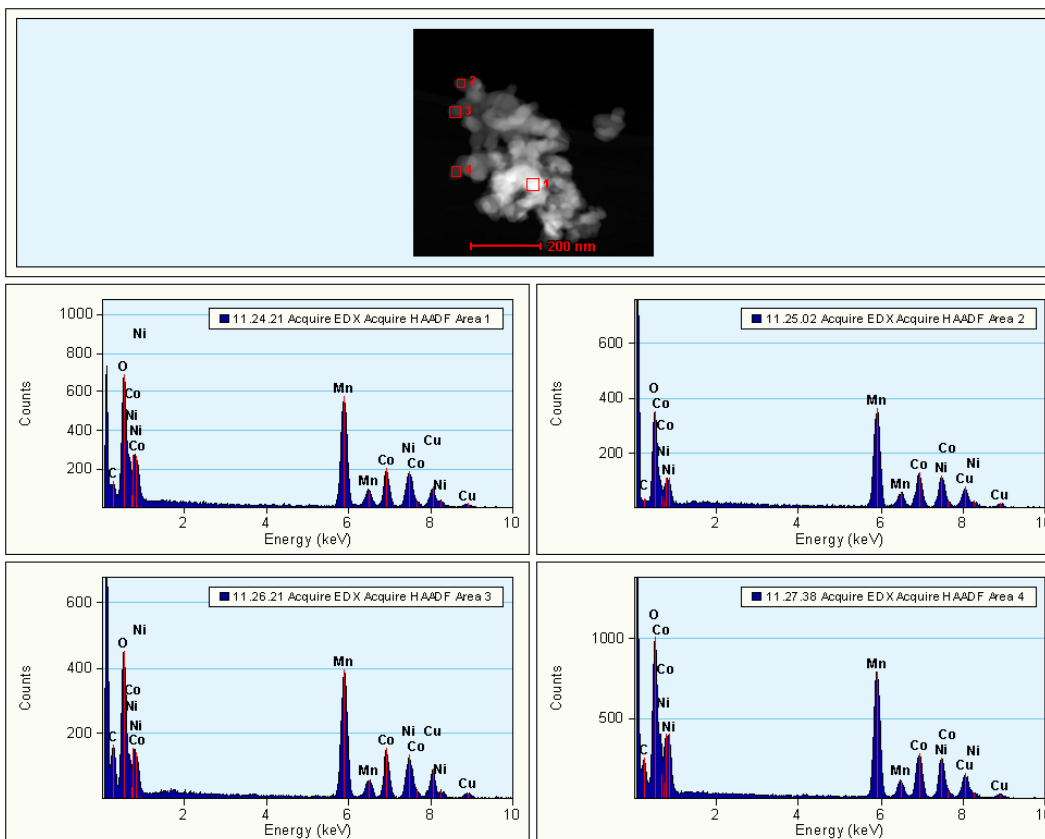 2
3
4
1
200 nm
11.24.21 Acquire EDX Acquire HAADF Area 1
1000
Ni
800
O
Mn
600
Co
Ni
400
Ni
Cu
Co
Co
Ni
Co
200
C
Mn
Ni
Cu
2
4
6
8
10
Counts
Energy (keV)
11.25.02 Acquire EDX Acquire HAADF Area 2
600
O
Mn
400
Co
Co
Ni
Co
200
Ni
Co
Ni
Ni
C
Mn
Cu
Cu
2
4
6
8
10
Counts
Energy (keV)
11.26.21 Acquire EDX Acquire HAADF Area 3
600
Ni
O
Mn
400
Co
Ni
Ni
Ni
Cu
200
C
Co
Co
Co
Mn
Ni
Cu
2
4
6
8
10
Counts
Energy (keV)
11.27.38 Acquire EDX Acquire HAADF Area 4
1000
O
Co
Mn
Co
500
Ni
Ni
Co
C
Co
Ni
Ni
Mn
Cu
Cu
2
4
6
8
10
Counts
Energy (keV)